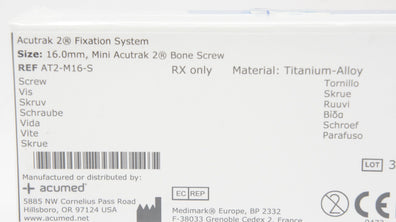 Acutrak 2® Fixation System
Size: 16.0mm, Mini Acutrak 2® Bone Screw
REF AT2-M16-S RX only Material: Titanium-Alloy
Screw
Vis
Skruv
Schraube
Vida
Vite
Skrue
Tornillo
Skrue
Ruuvi
Βίδα
Schroef
Parafuso
LOT 3
Manufactured or distributed by:
acumed®
5885 NW Cornelius Pass Road
Hillsboro, OR 97124 USA
www.acumed.net
EC REP
Medimark® Europe, BP 2332
F-38033 Grenoble Cedex 2, France
CE
2